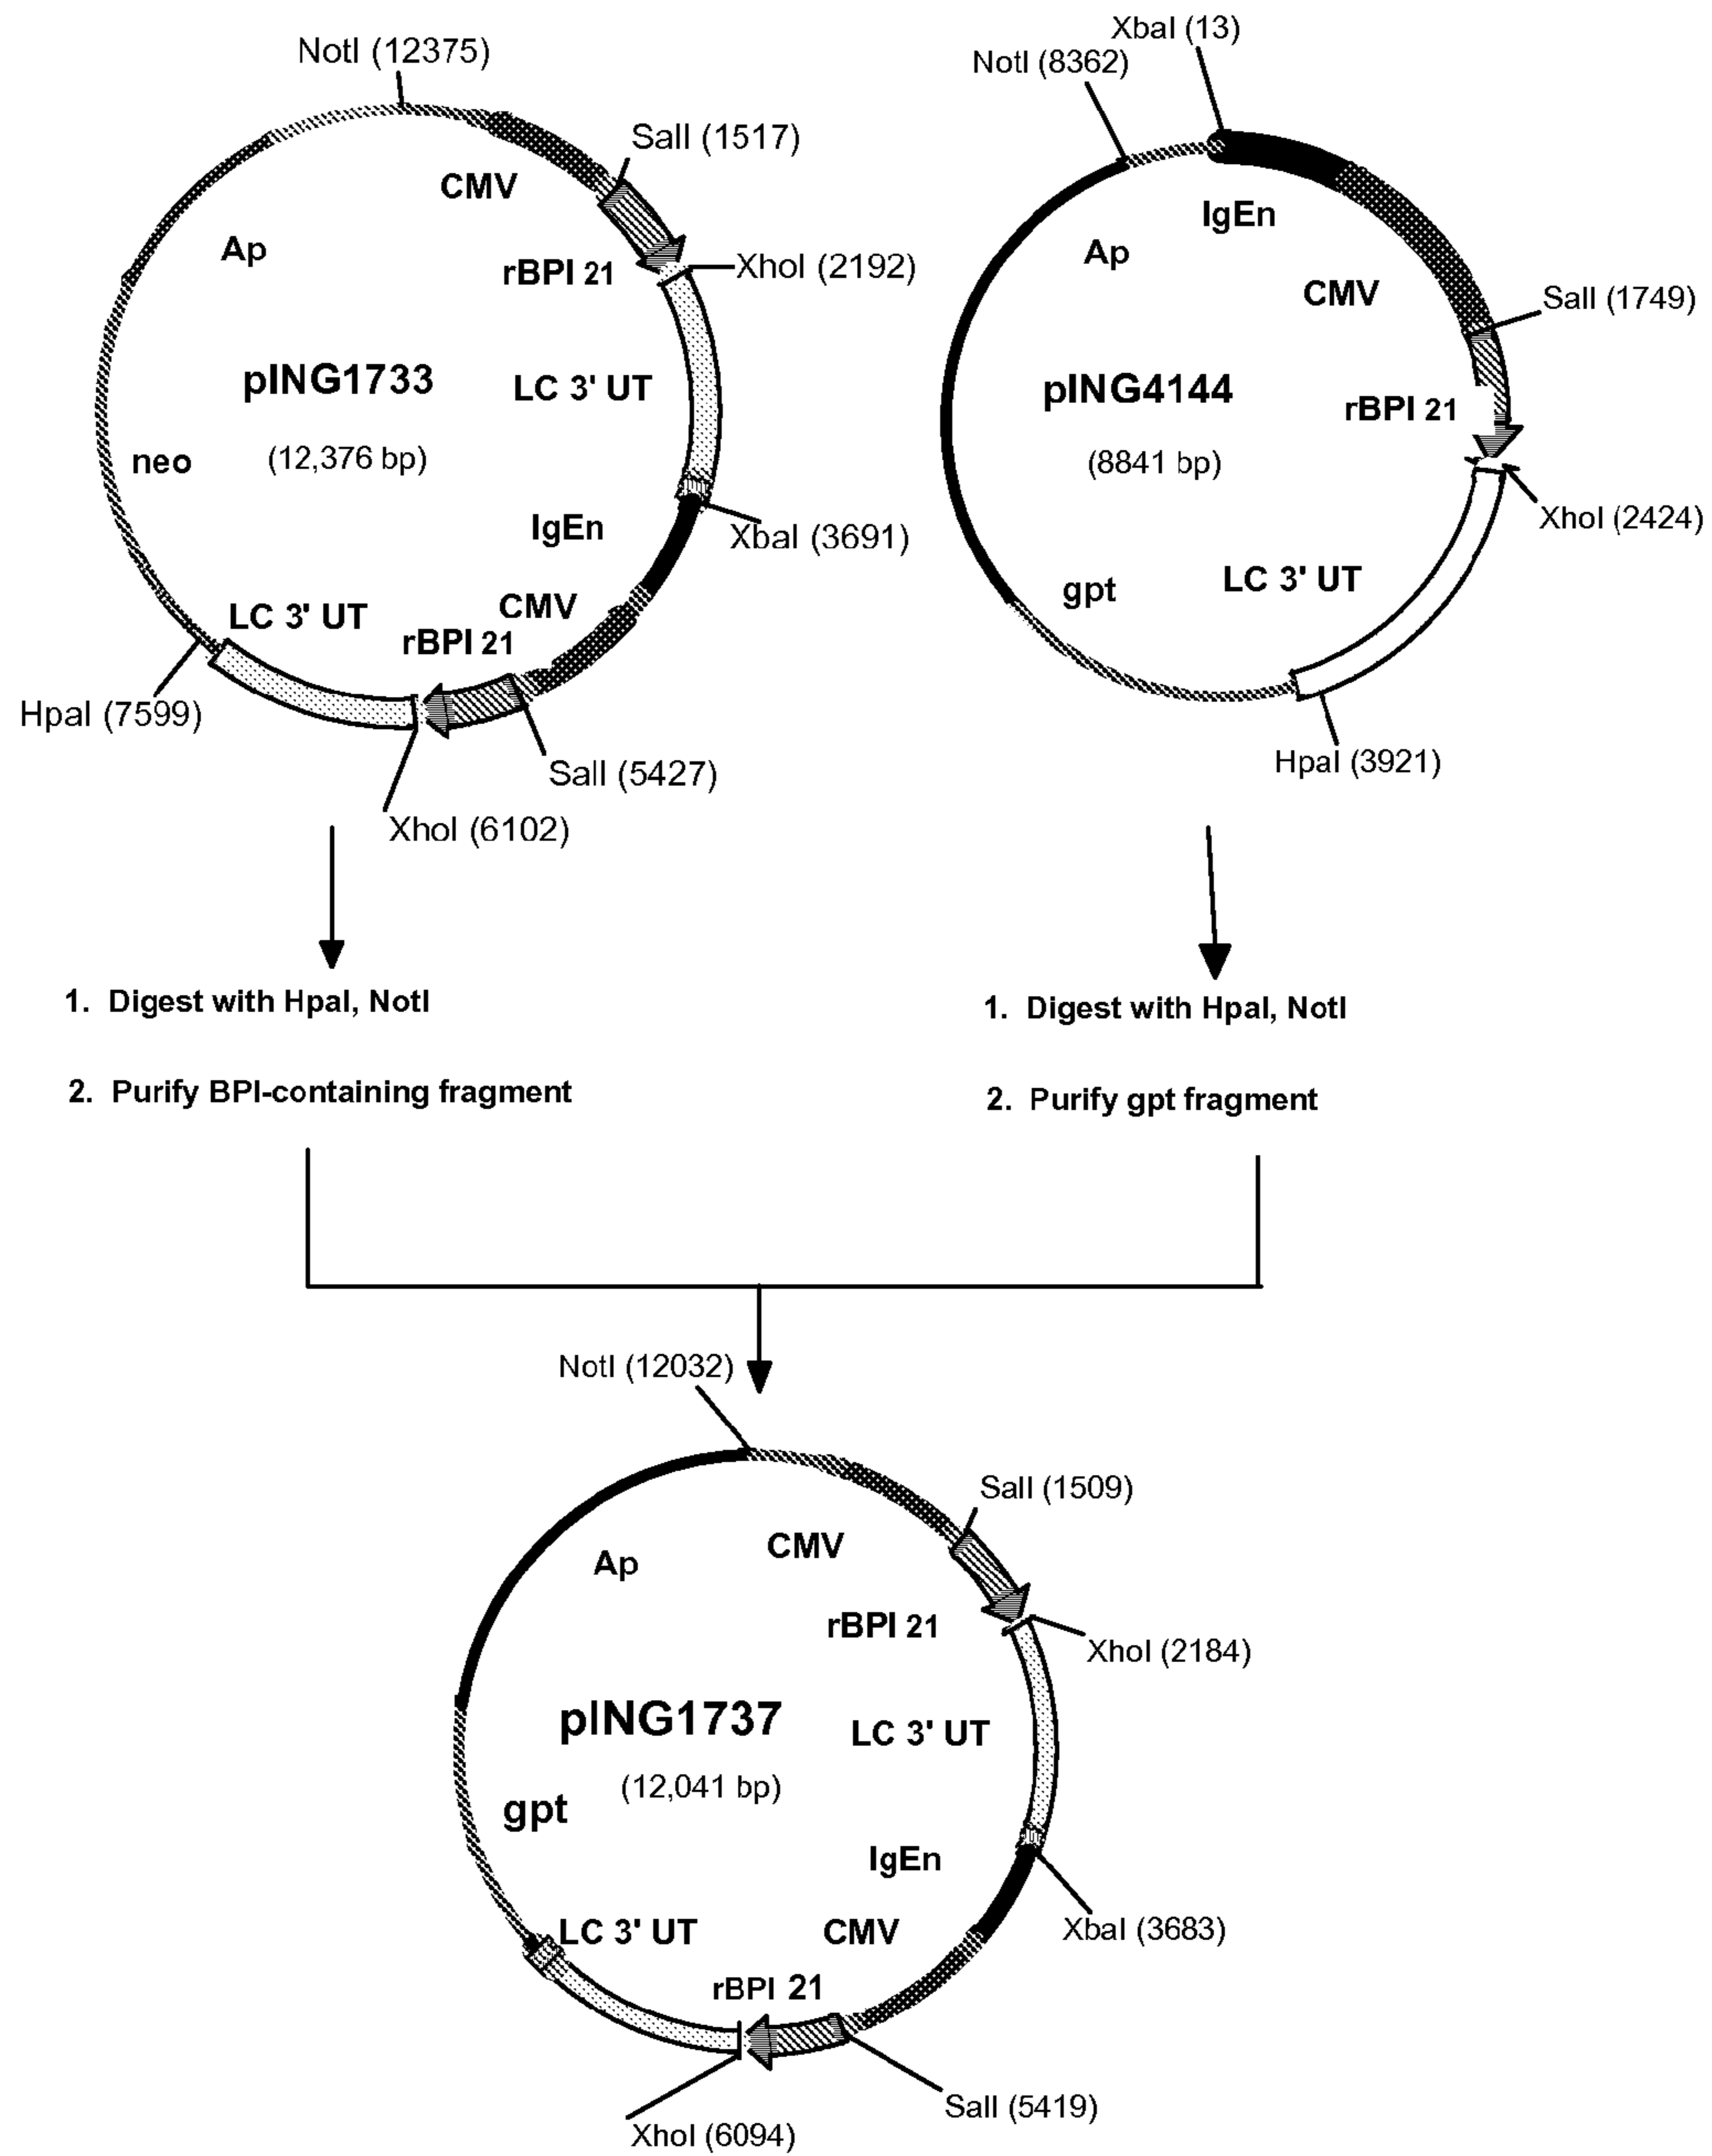 NotI (12375)
SalI (1517)
CMV
Ap
rBPI 21
XhoI (2192)
pING1733
LC 3' UT
(12,376 bp)
neo
IgEn
XbaI (3691)
CMV
LC 3' UT
rBPI 21
HpaI (7599)
SalI (5427)
XhoI (6102)
XbaI (13)
NotI (8362)
IgEn
Ap
CMV
SalI (1749)
pING4144
rBPI 21
(8841 bp)
XhoI (2424)
LC 3' UT
gpt
HpaI (3921)
1. Digest with HpaI, NotI
2. Purify BPI-containing fragment
1. Digest with HpaI, NotI
2. Purify gpt fragment
NotI (12032)
SalI (1509)
CMV
Ap
rBPI 21
XhoI (2184)
pING1737
LC 3' UT
(12,041 bp)
gpt
IgEn
XbaI (3683)
LC 3' UT
CMV
rBPI 21
SalI (5419)
XhoI (6094)